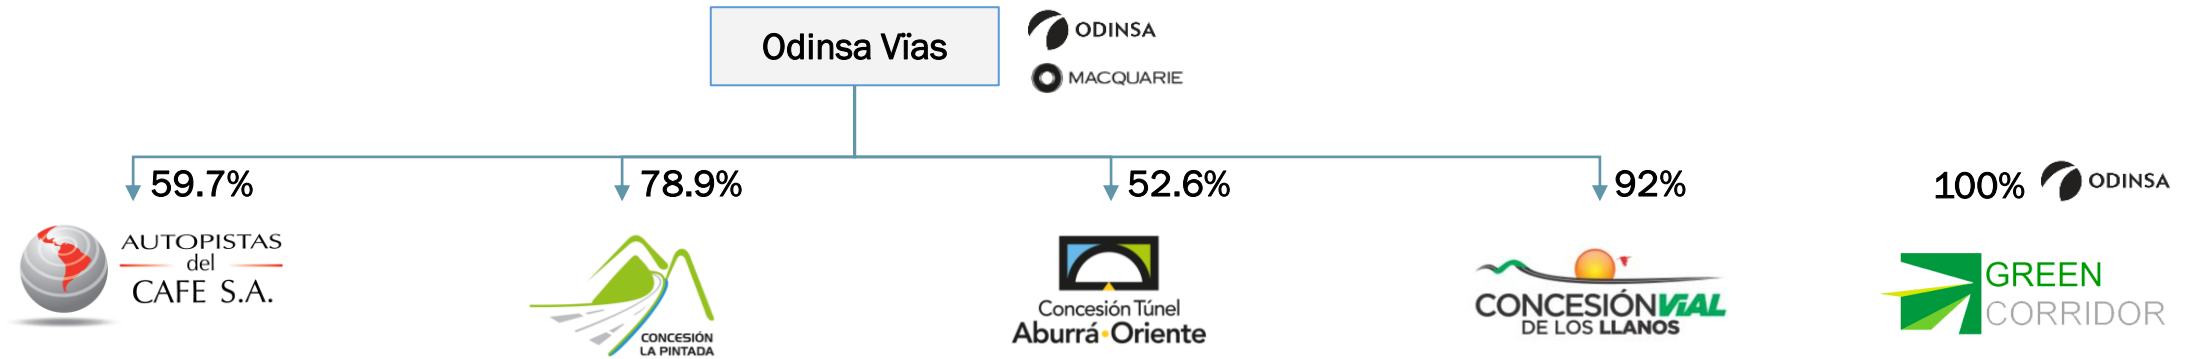 Odinsa Vïas
ODINSA
MACQUARIE
59.7%
78.9%
52.6%
92%
100%
ODINSA
AUTOPISTAS
del
CAFE S.A.
CONCESIÓN
LA PINTADA
Concesión Túnel
Aburrá·Oriente
CONCESIÓNVIAL
DE LOS LLANOS
GREEN
CORRIDOR